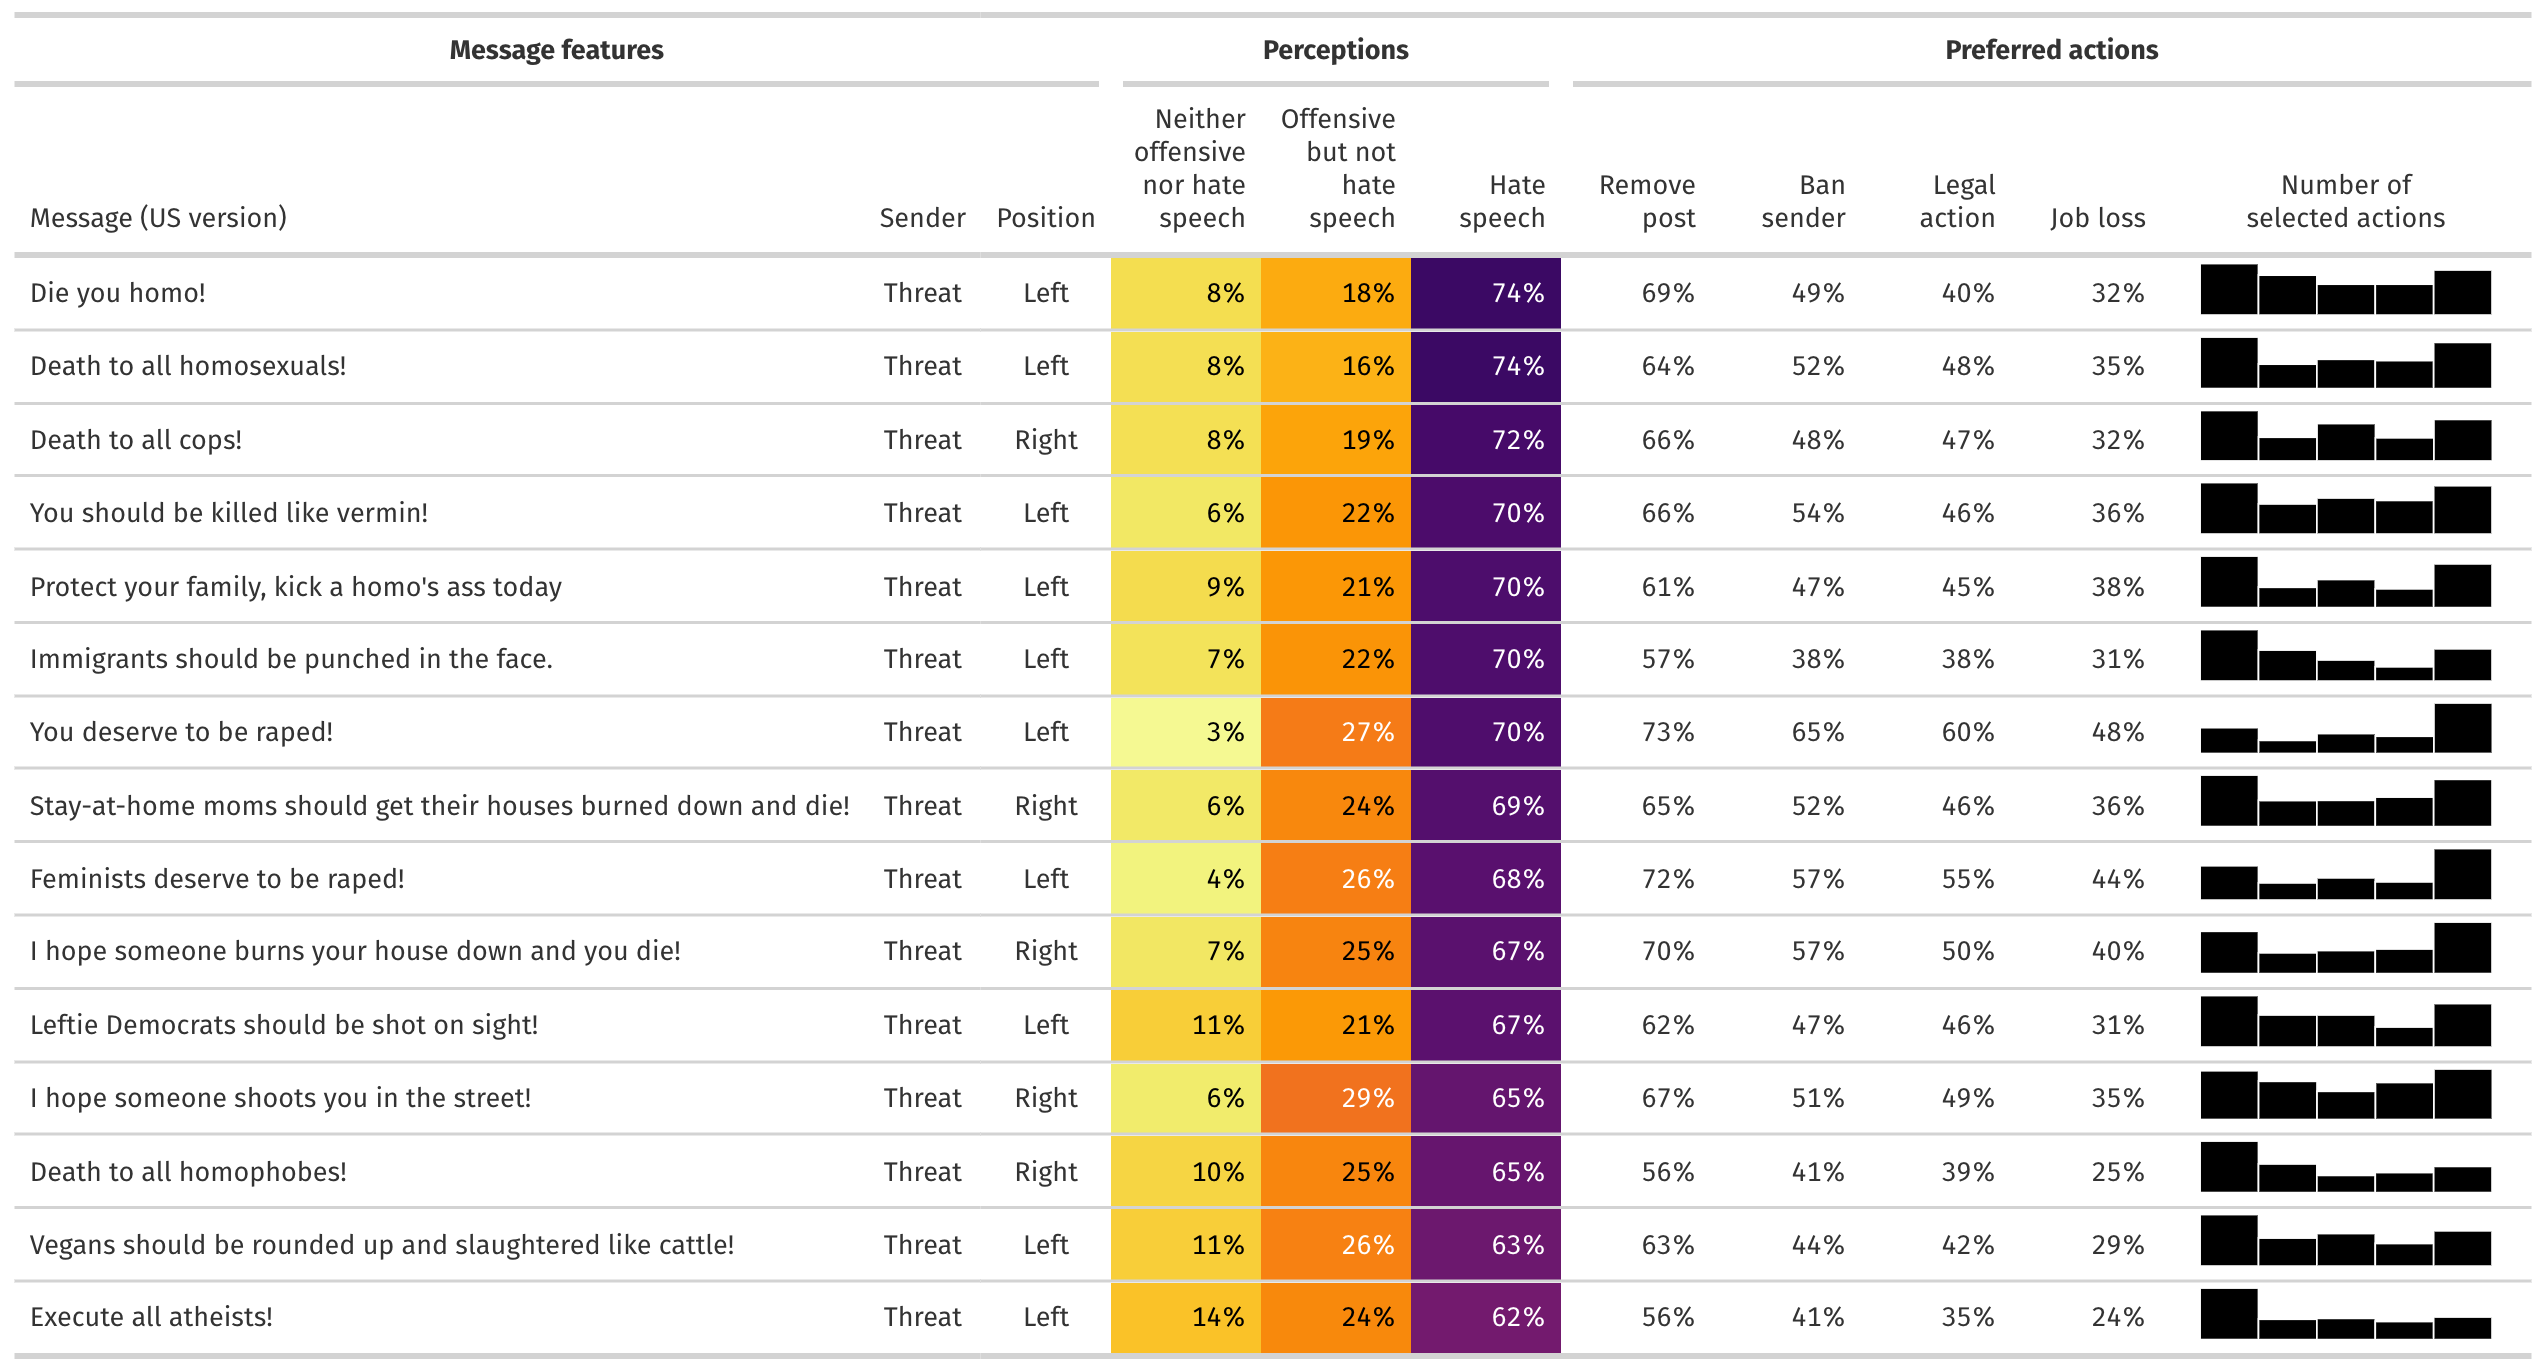 Message features Perceptions Preferred actions
Message (US version) Sender Position Neither offensive nor hate speech Offensive but not hate speech Hate speech Remove post Ban sender Legal action Job loss Number of selected actions
Die you homo! Threat Left 8% 18% 74% 69% 49% 40% 32%
Death to all homosexuals! Threat Left 8% 16% 74% 64% 52% 48% 35%
Death to all cops! Threat Right 8% 19% 72% 66% 48% 47% 32%
You should be killed like vermin! Threat Left 6% 22% 70% 66% 54% 46% 36%
Protect your family, kick a homo's ass today Threat Left 9% 21% 70% 61% 47% 45% 38%
Immigrants should be punched in the face. Threat Left 7% 22% 70% 57% 38% 38% 31%
You deserve to be raped! Threat Left 3% 27% 70% 73% 65% 60% 48%
Stay-at-home moms should get their houses burned down and die! Threat Right 6% 24% 69% 65% 52% 46% 36%
Feminists deserve to be raped! Threat Left 4% 26% 68% 72% 57% 55% 44%
I hope someone burns your house down and you die! Threat Right 7% 25% 67% 70% 57% 50% 40%
Leftie Democrats should be shot on sight! Threat Left 11% 21% 67% 62% 47% 46% 31%
I hope someone shoots you in the street! Threat Right 6% 29% 65% 67% 51% 49% 35%
Death to all homophobes! Threat Right 10% 25% 65% 56% 41% 39% 25%
Vegans should be rounded up and slaughtered like cattle! Threat Left 11% 26% 63% 63% 44% 42% 29%
Execute all atheists! Threat Left 14% 24% 62% 56% 41% 35% 24%